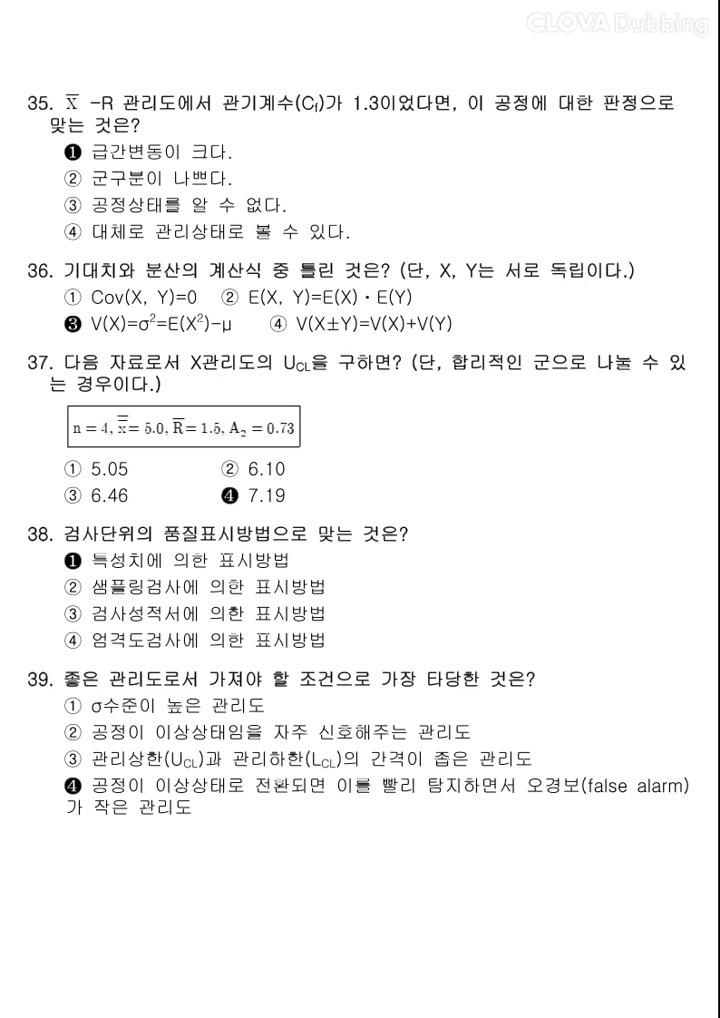 CLOVA Dubbing
35. X̄ -R 관리도에서 관기계수(Cf)가 1.3이었다면, 이 공정에 대한 판정으로
맞는 것은?
❶ 급간변동이 크다.
② 군구분이 나쁘다.
③ 공정상태를 알 수 없다.
④ 대체로 관리상태로 볼 수 있다.
36. 기대치와 분산의 계산식 중 틀린 것은? (단, X, Y는 서로 독립이다.)
① Cov(X, Y)=0 ② E(X, Y)=E(X)・E(Y)
❸ V(X)=σ²=E(X²)-μ ④ V(X±Y)=V(X)+V(Y)
37. 다음 자료로서 X관리도의 UCL을 구하면? (단, 합리적인 군으로 나눌 수 있
는 경우이다.)
n = 4, x̿ = 5.0, R̄ = 1.5, A₂ = 0.73
① 5.05 ② 6.10
③ 6.46 ❹ 7.19
38. 검사단위의 품질표시방법으로 맞는 것은?
❶ 특성치에 의한 표시방법
② 샘플링검사에 의한 표시방법
③ 검사성적서에 의한 표시방법
④ 엄격도검사에 의한 표시방법
39. 좋은 관리도로서 가져야 할 조건으로 가장 타당한 것은?
① σ수준이 높은 관리도
② 공정이 이상상태임을 자주 신호해주는 관리도
③ 관리상한(UCL)과 관리하한(LCL)의 간격이 좁은 관리도
❹ 공정이 이상상태로 전환되면 이를 빨리 탐지하면서 오경보(false alarm)
가 작은 관리도